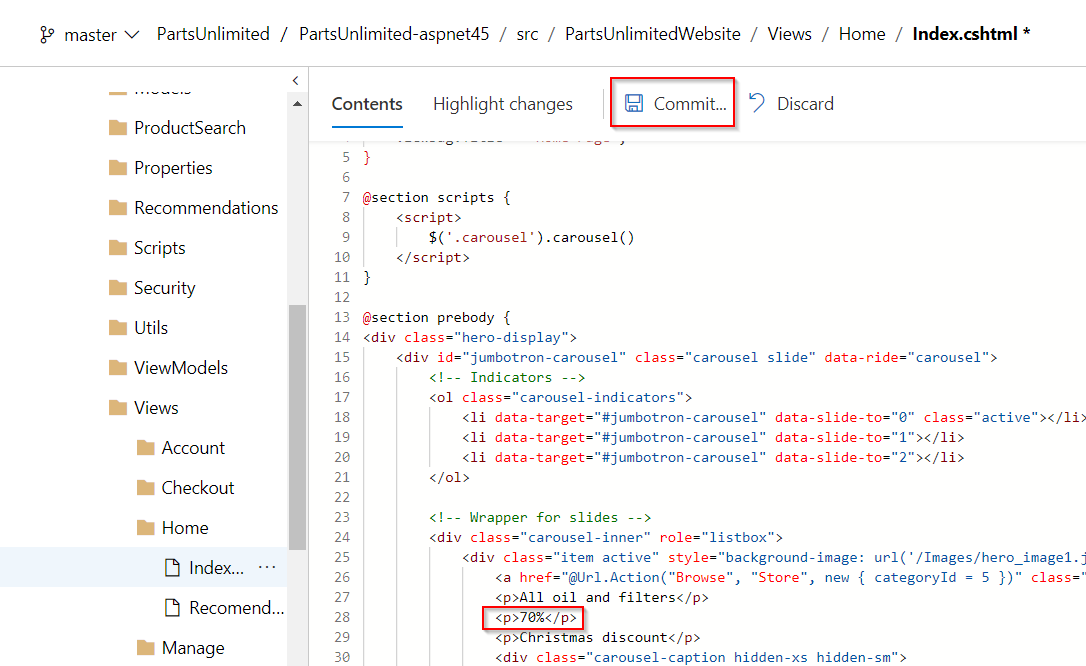 master PartsUnlimited / PartsUnlimited-aspnet45 / src / PartsUnlimitedWebsite / Views / Home / Index.cshtml *
Models
ProductSearch
Properties
Recommendations
Scripts
Security
Utils
ViewModels
Views
Account
Checkout
Home
Index... ...
Recomend...
Manage
Contents Highlight changes Commit... Discard
5 }
6
7 @section scripts {
8 <script>
9 $('.carousel').carousel()
10 </script>
11 }
12
13 @section prebody {
14 <div class="hero-display">
15 <div id="jumbotron-carousel" class="carousel slide" data-ride="carousel">
16 <!-- Indicators -->
17 <ol class="carousel-indicators">
18 <li data-target="#jumbotron-carousel" data-slide-to="0" class="active"></li>
19 <li data-target="#jumbotron-carousel" data-slide-to="1"></li>
20 <li data-target="#jumbotron-carousel" data-slide-to="2"></li>
21 </ol>
22
23 <!-- Wrapper for slides -->
24 <div class="carousel-inner" role="listbox">
25 <div class="item active" style="background-image: url('/Images/hero_image1.j
26 <a href="@Url.Action("Browse", "Store", new { categoryId = 5 })" class="
27 <p>All oil and filters</p>
28 <p>70%</p>
29 <p>Christmas discount</p>
30 <div class="carousel-caption hidden-xs hidden-sm">